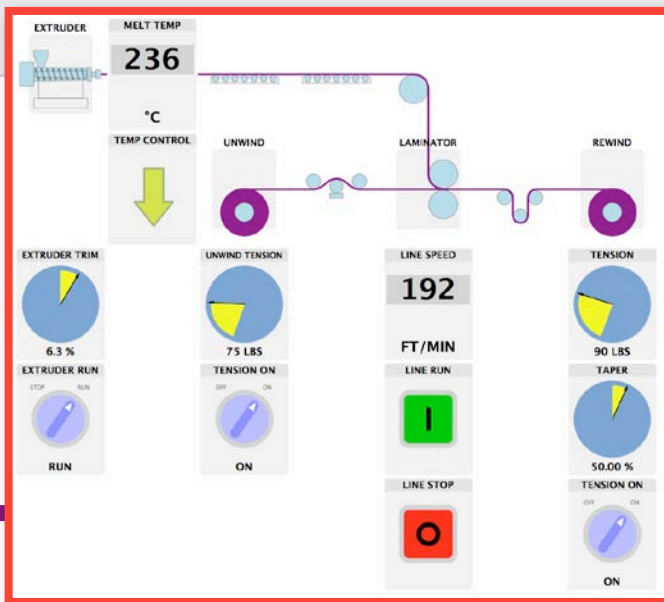 EXTRUDER
MELT TEMP
236
°C
TEMP CONTROL
UNWIND
LAMINATOR
REWIND
EXTRUDER TRIM
6.3 %
UNWIND TENSION
75 LBS
LINE SPEED
192
FT/MIN
TENSION
90 LBS
EXTRUDER RUN
STOP RUN
RUN
TENSION ON
OFF ON
ON
LINE RUN
I
TAPER
50.00 %
LINE STOP
O
TENSION ON
OFF ON
ON